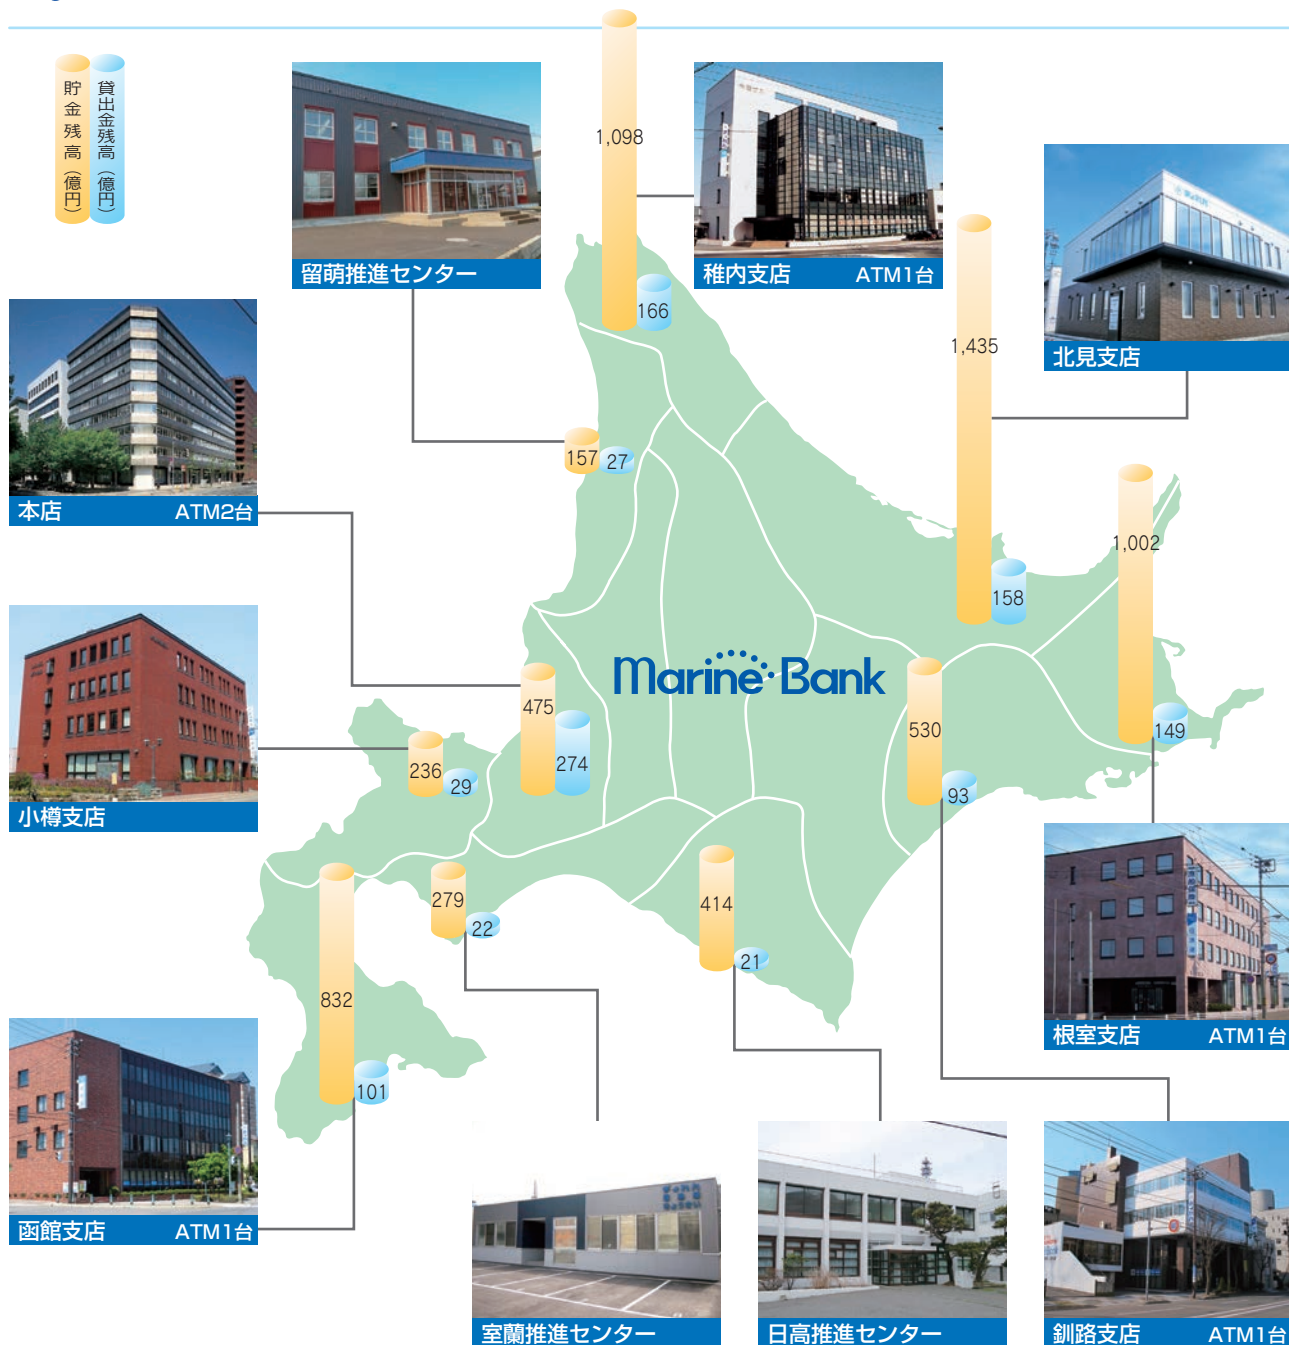 貯金残高（億円）
貸出金残高（億円）
1,098
166
留萌推進センター
稚内支店 ATM1台
北見支店
1,435
158
157
27
本店 ATM2台
1,002
149
小樽支店
475
274
Marine Bank
530
93
236
29
279
22
414
21
832
101
根室支店 ATM1台
函館支店 ATM1台
室蘭推進センター
日高推進センター
釧路支店 ATM1台